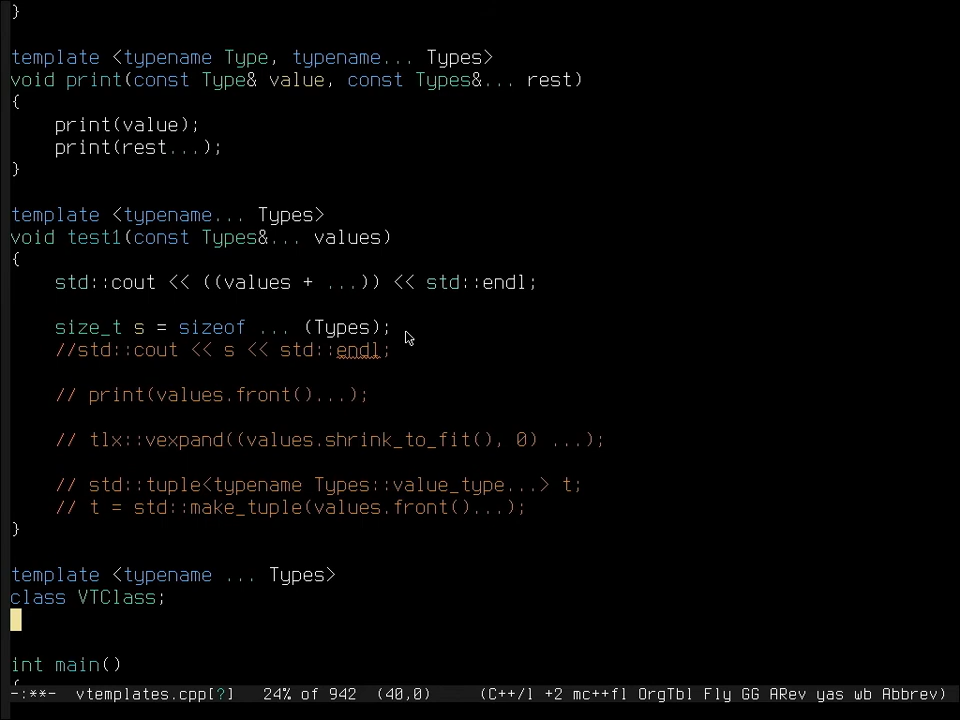 }
template <typename Type, typename... Types>
void print(const Type& value, const Types&... rest)
{
    print(value);
    print(rest...);
}
template <typename... Types>
void test1(const Types&... values)
{
    std::cout << ((values + ...)) << std::endl;
    size_t s = sizeof ... (Types);
    //std::cout << s << std::endl;
    // print(values.front()...);
    // tlx::vexpand((values.shrink_to_fit(), 0) ...);
    // std::tuple<typename Types::value_type...> t;
    // t = std::make_tuple(values.front()...);
}
template <typename ... Types>
class VTClass;
int main()
{
-:**-  vtemplates.cpp[?]   24% of 942  (40,0)     (C++/l +2 mc++fl OrgTbl Fly GG ARev yas wb Abbrev)